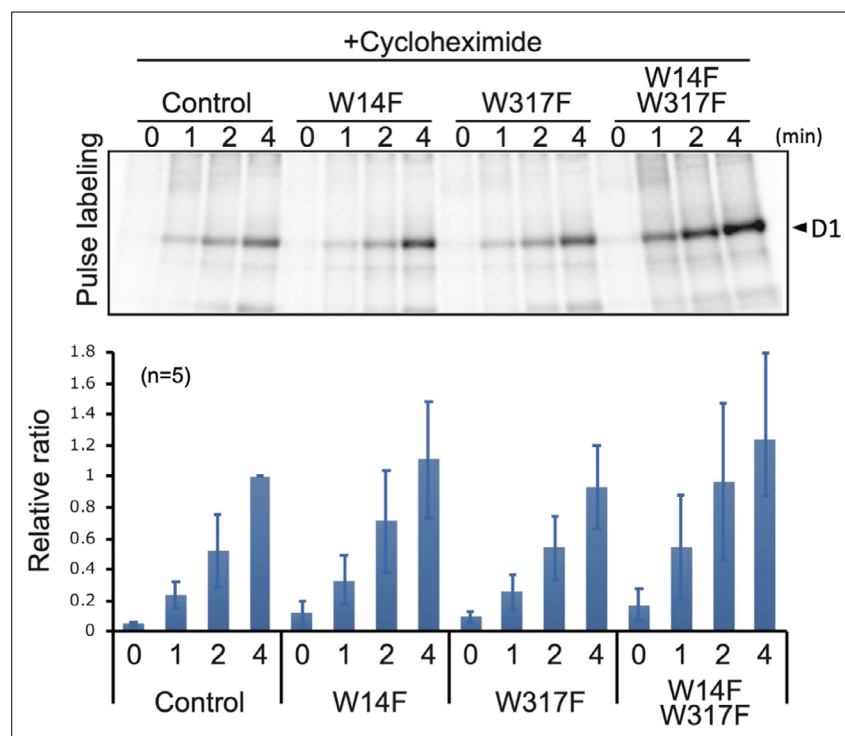 +Cycloheximide
Control W14F W317F W14F W317F
0 1 2 4 0 1 2 4 0 1 2 4 0 1 2 4 (min)
Pulse labeling
◄D1
1.8
(n=5)
1.6
1.4
1.2
1
0.8
0.6
0.4
0.2
0
Relative ratio
0 1 2 4 0 1 2 4 0 1 2 4 0 1 2 4
Control W14F W317F W14F W317F